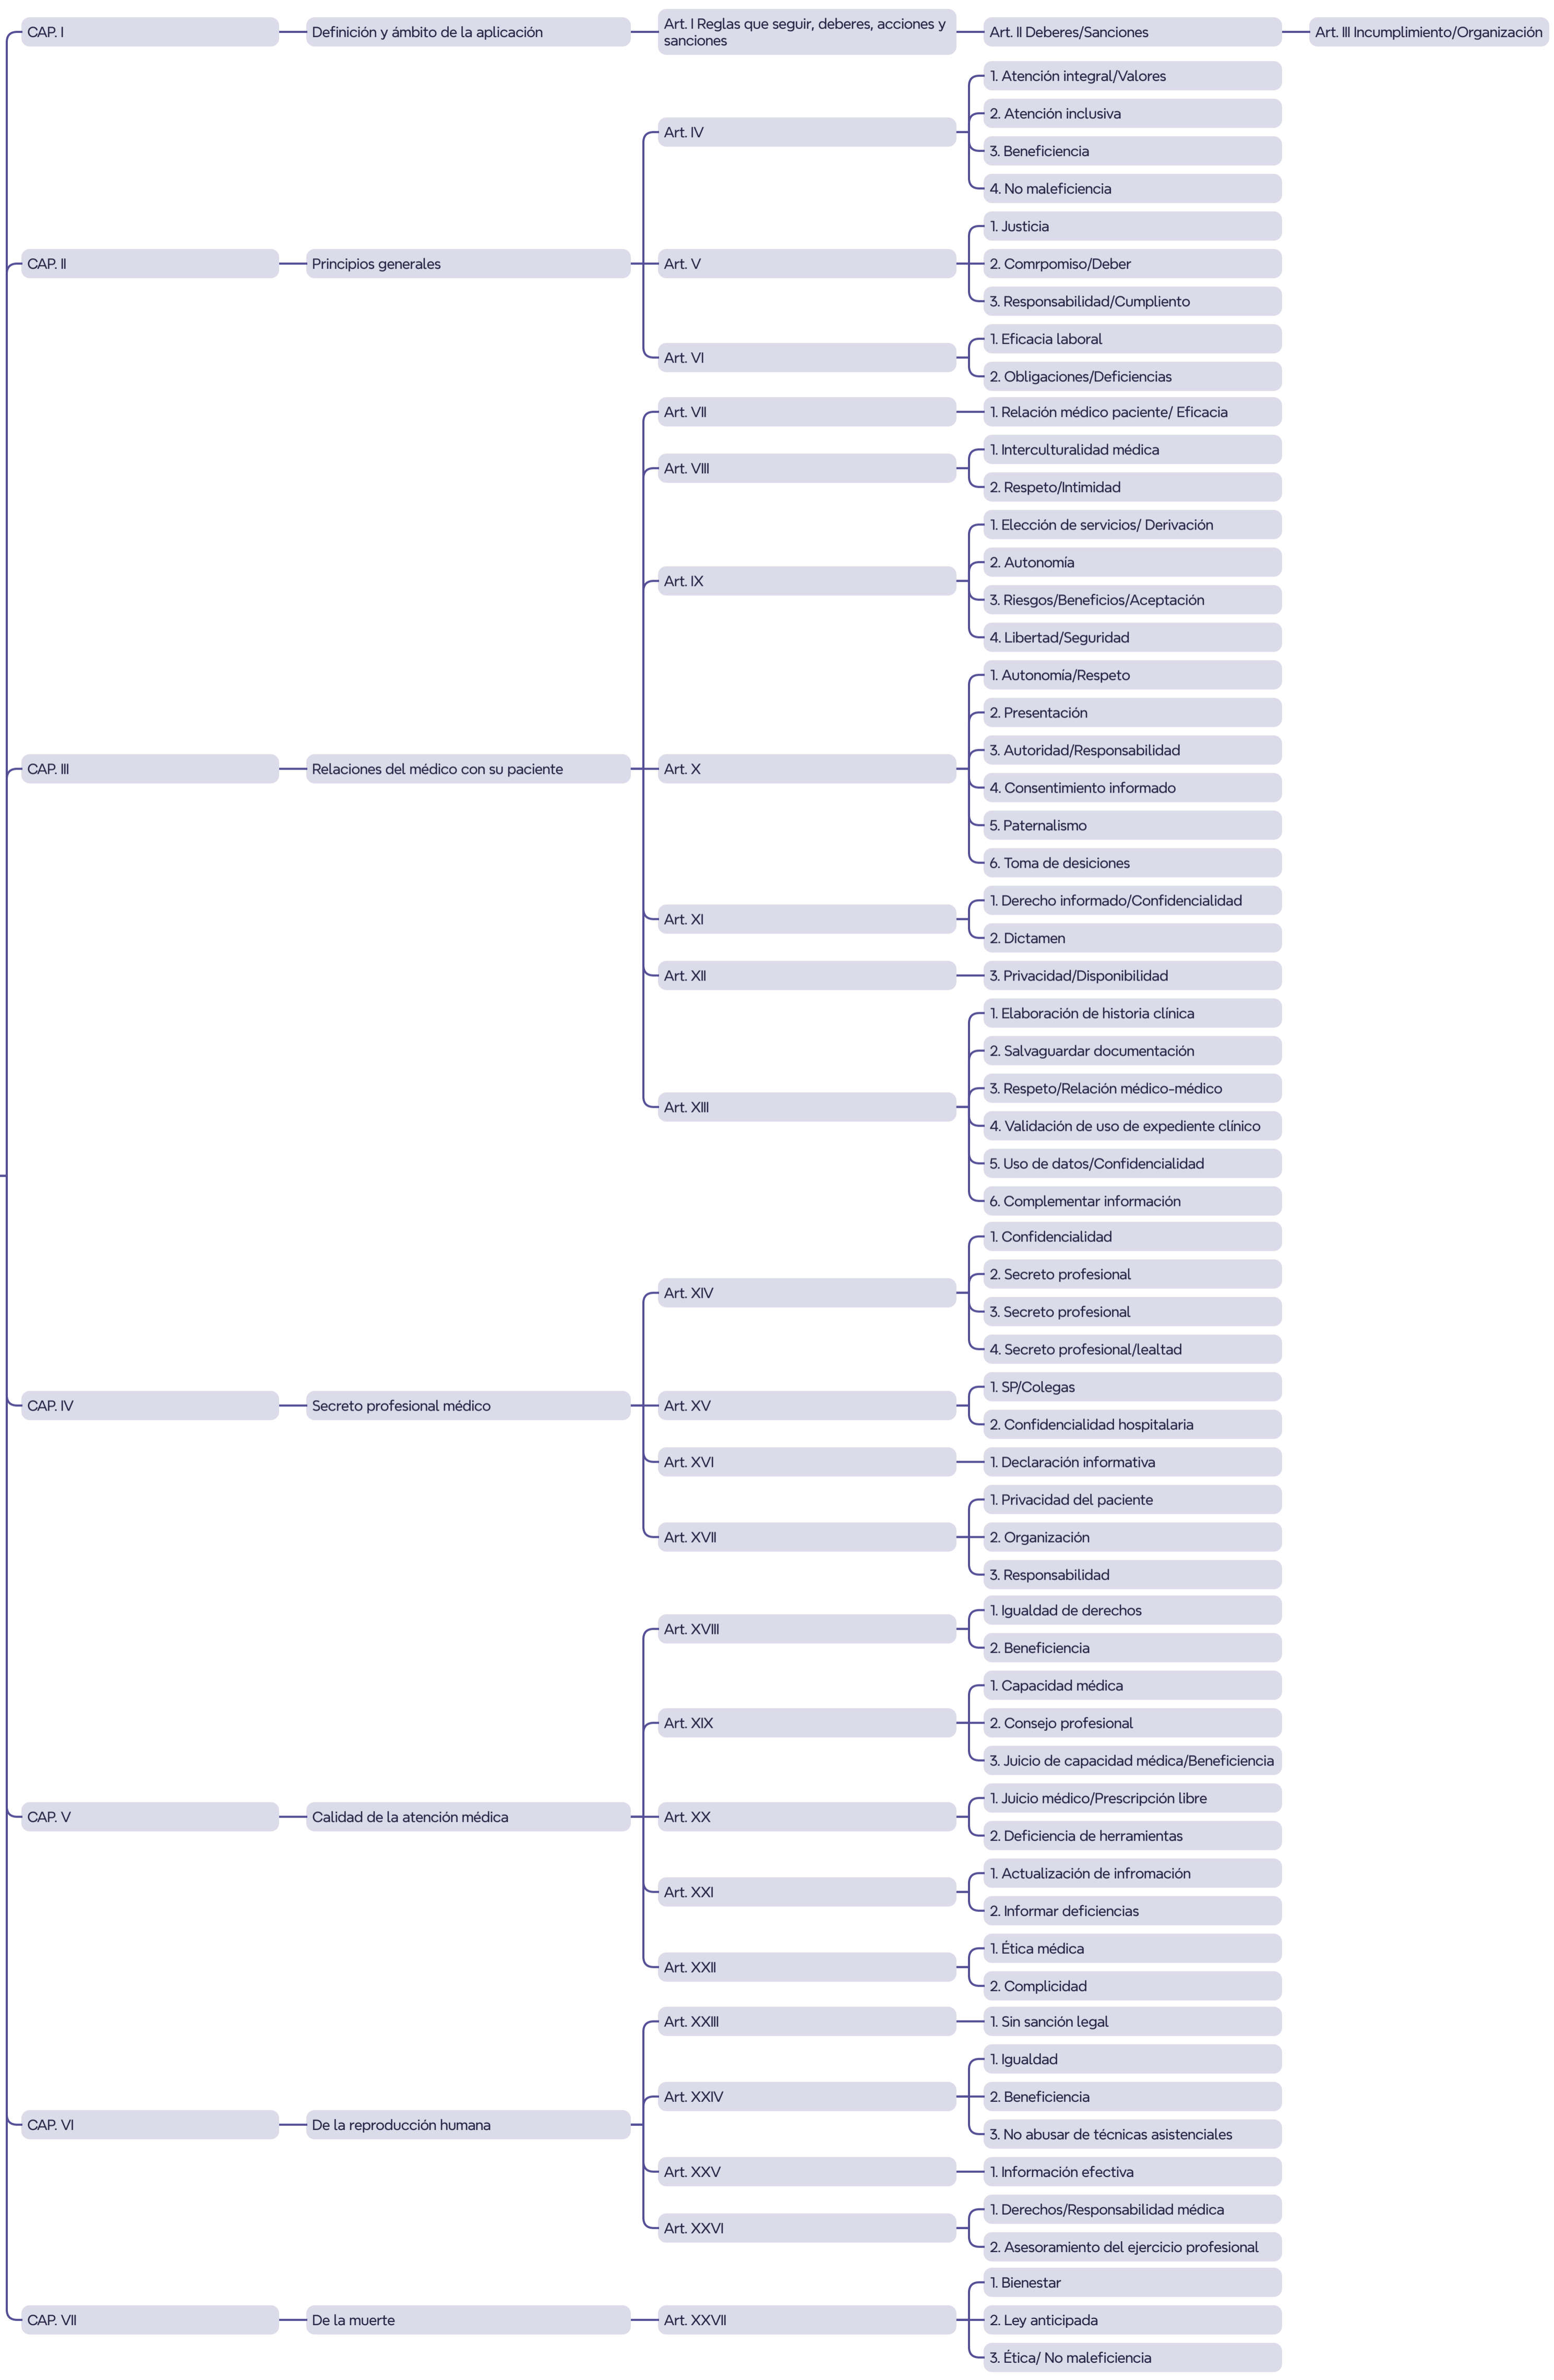 CAP. I
Definición y ámbito de la aplicación
Art. I Reglas que seguir, deberes, acciones y
sanciones
Art. II Deberes/Sanciones
Art. III Incumplimiento/Organización
CAP. II
Principios generales
Art. IV
1. Atención integral/Valores
2. Atención inclusiva
3. Beneficiencia
4. No maleficiencia
Art. V
1. Justicia
2. Comrpomiso/Deber
3. Responsabilidad/Cumpliento
Art. VI
1. Eficacia laboral
2. Obligaciones/Deficiencias
CAP. III
Relaciones del médico con su paciente
Art. VII
1. Relación médico paciente/ Eficacia
Art. VIII
1. Interculturalidad médica
2. Respeto/Intimidad
Art. IX
1. Elección de servicios/ Derivación
2. Autonomía
3. Riesgos/Beneficios/Aceptación
4. Libertad/Seguridad
Art. X
1. Autonomía/Respeto
2. Presentación
3. Autoridad/Responsabilidad
4. Consentimiento informado
5. Paternalismo
6. Toma de desiciones
Art. XI
1. Derecho informado/Confidencialidad
2. Dictamen
Art. XII
3. Privacidad/Disponibilidad
Art. XIII
1. Elaboración de historia clínica
2. Salvaguardar documentación
3. Respeto/Relación médico-médico
4. Validación de uso de expediente clínico
5. Uso de datos/Confidencialidad
6. Complementar información
CAP. IV
Secreto profesional médico
Art. XIV
1. Confidencialidad
2. Secreto profesional
3. Secreto profesional
4. Secreto profesional/lealtad
Art. XV
1. SP/Colegas
2. Confidencialidad hospitalaria
Art. XVI
1. Declaración informativa
Art. XVII
1. Privacidad del paciente
2. Organización
3. Responsabilidad
CAP. V
Calidad de la atención médica
Art. XVIII
1. Igualdad de derechos
2. Beneficiencia
Art. XIX
1. Capacidad médica
2. Consejo profesional
3. Juicio de capacidad médica/Beneficiencia
Art. XX
1. Juicio médico/Prescripción libre
2. Deficiencia de herramientas
Art. XXI
1. Actualización de infromación
2. Informar deficiencias
Art. XXII
1. Ética médica
2. Complicidad
CAP. VI
De la reproducción humana
Art. XXIII
1. Sin sanción legal
Art. XXIV
1. Igualdad
2. Beneficiencia
3. No abusar de técnicas asistenciales
Art. XXV
1. Información efectiva
Art. XXVI
1. Derechos/Responsabilidad médica
2. Asesoramiento del ejercicio profesional
CAP. VII
De la muerte
Art. XXVII
1. Bienestar
2. Ley anticipada
3. Ética/ No maleficiencia